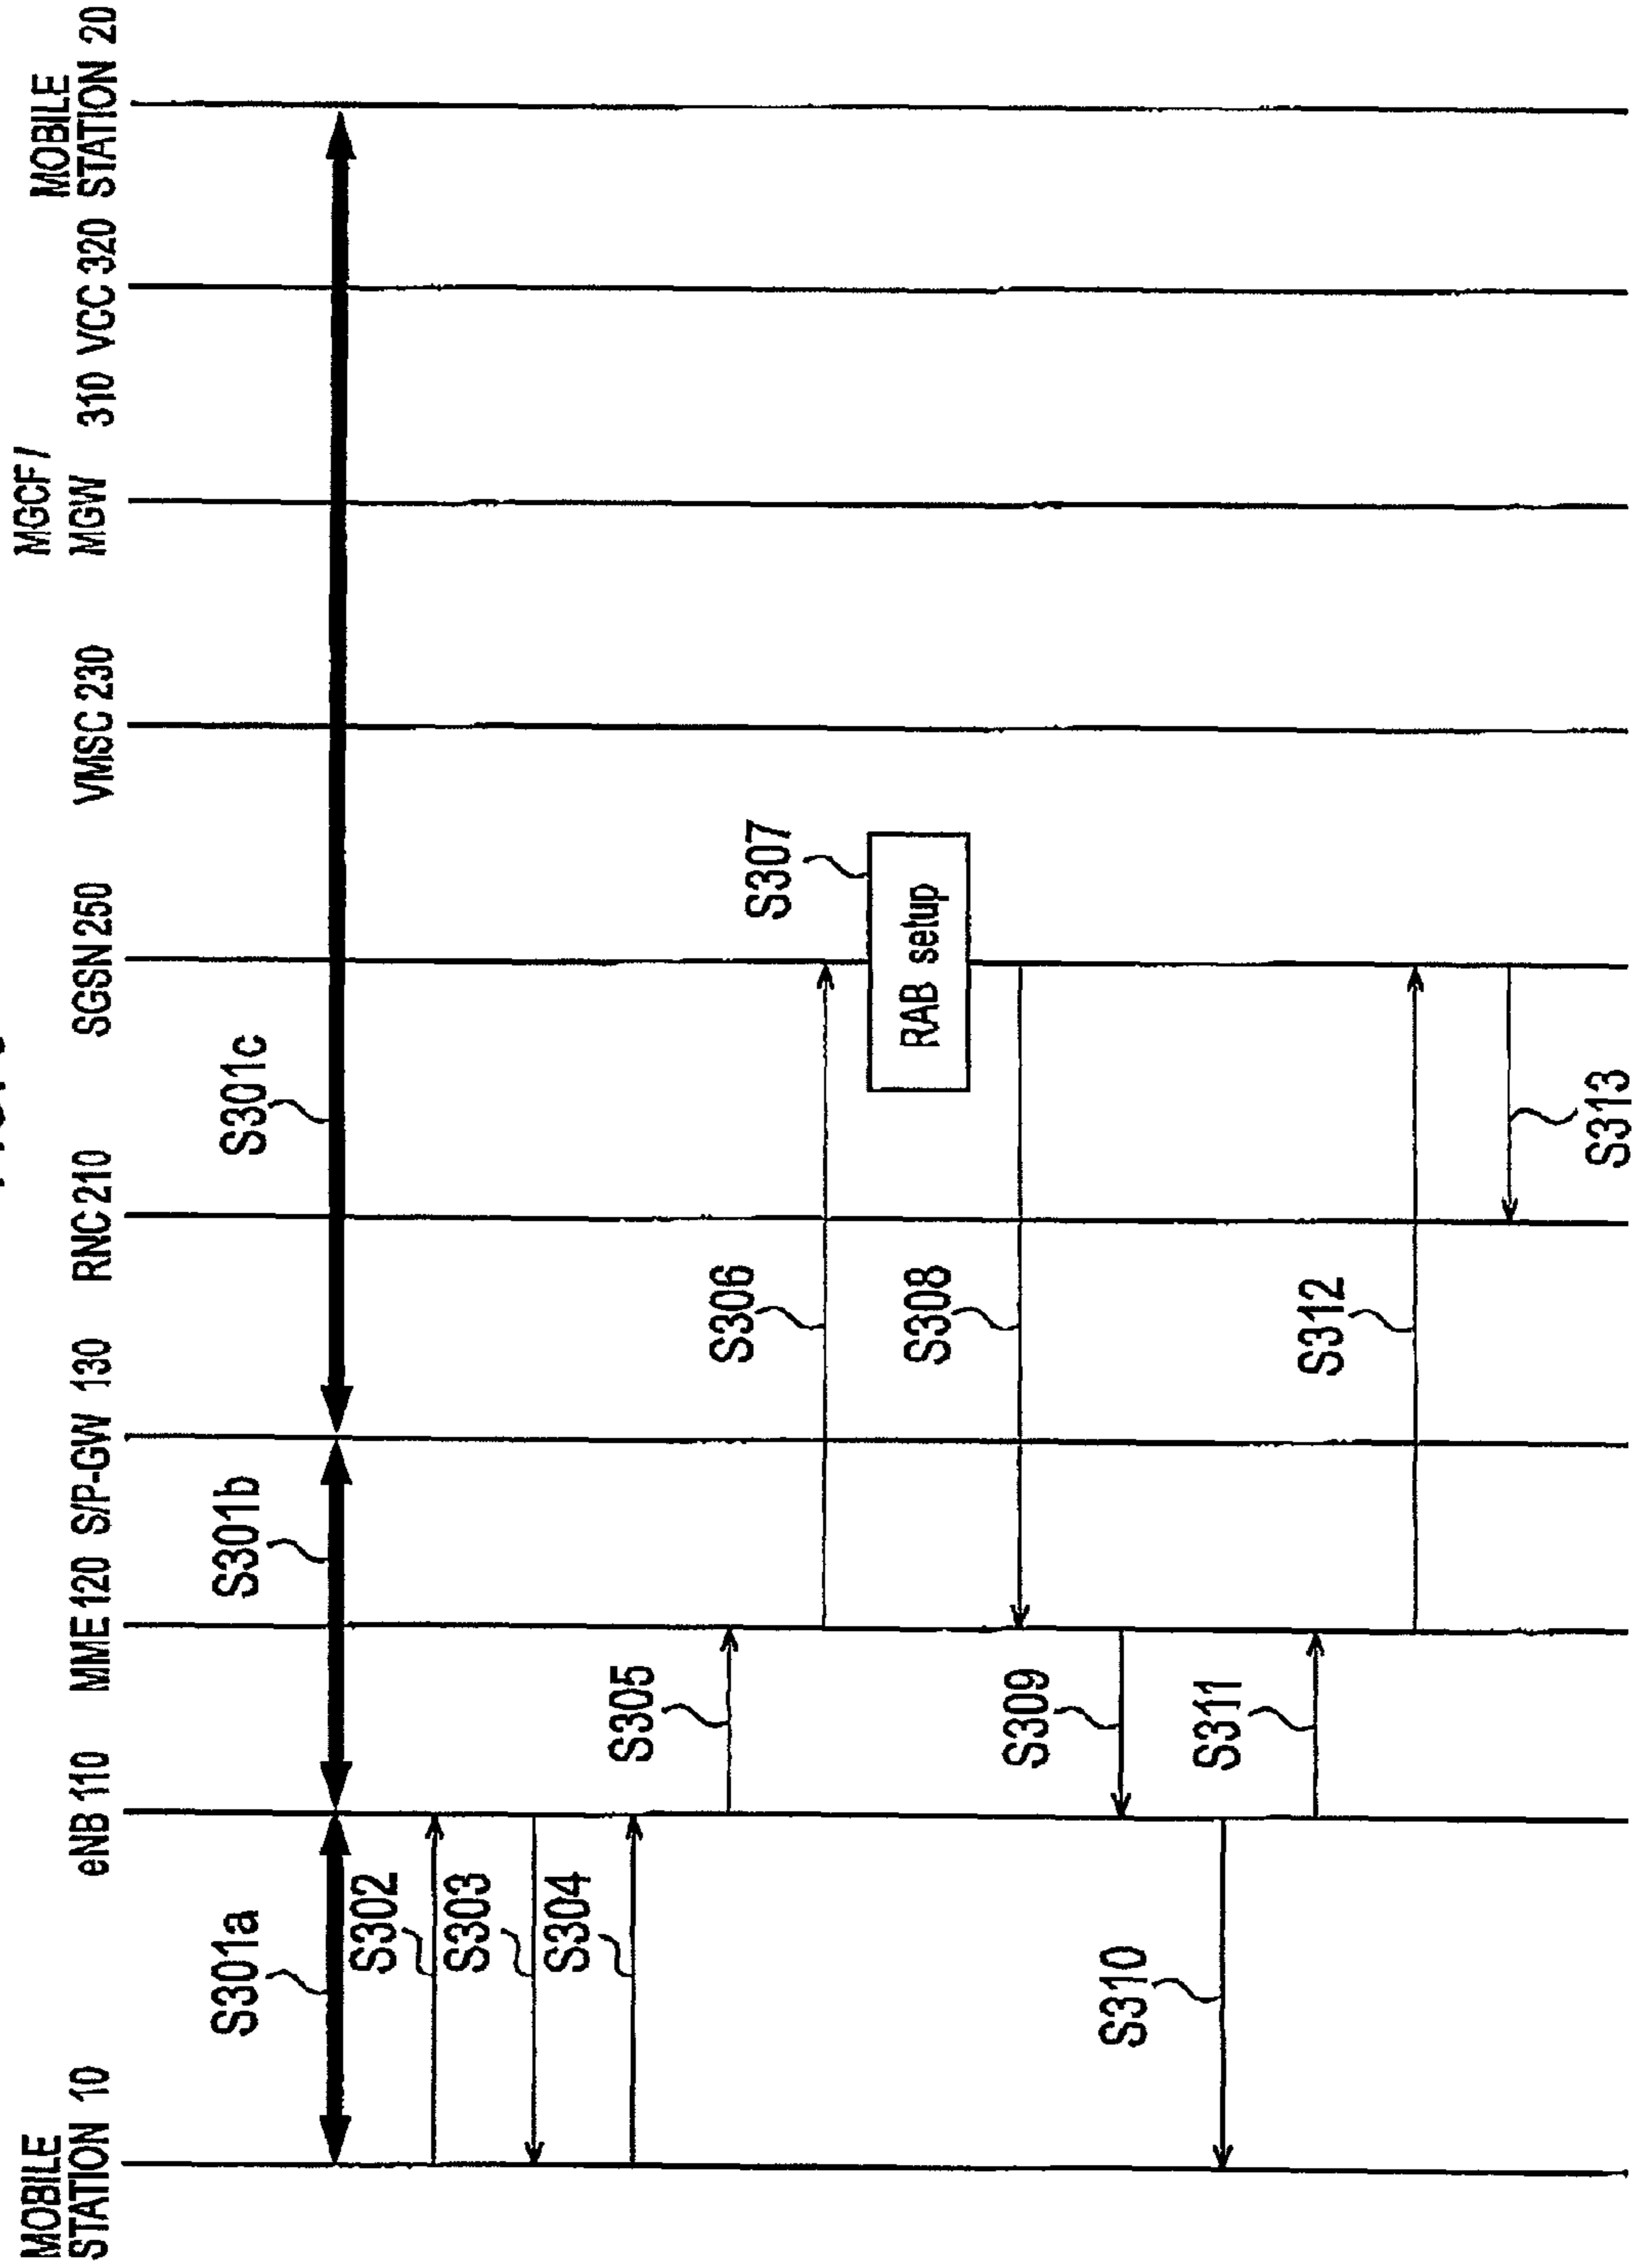 MOBILE
STATION 10
eNB 110
MME 120
S/P-GW 130
RNC 210
SGSN 250
VMSC 230
MGCF /
MGW 310
VCC 320
MOBILE
STATION 20
S301a
S301b
S301c
S302
S303
S304
S305
S306
S307
RAB setup
S308
S309
S310
S311
S312
S313